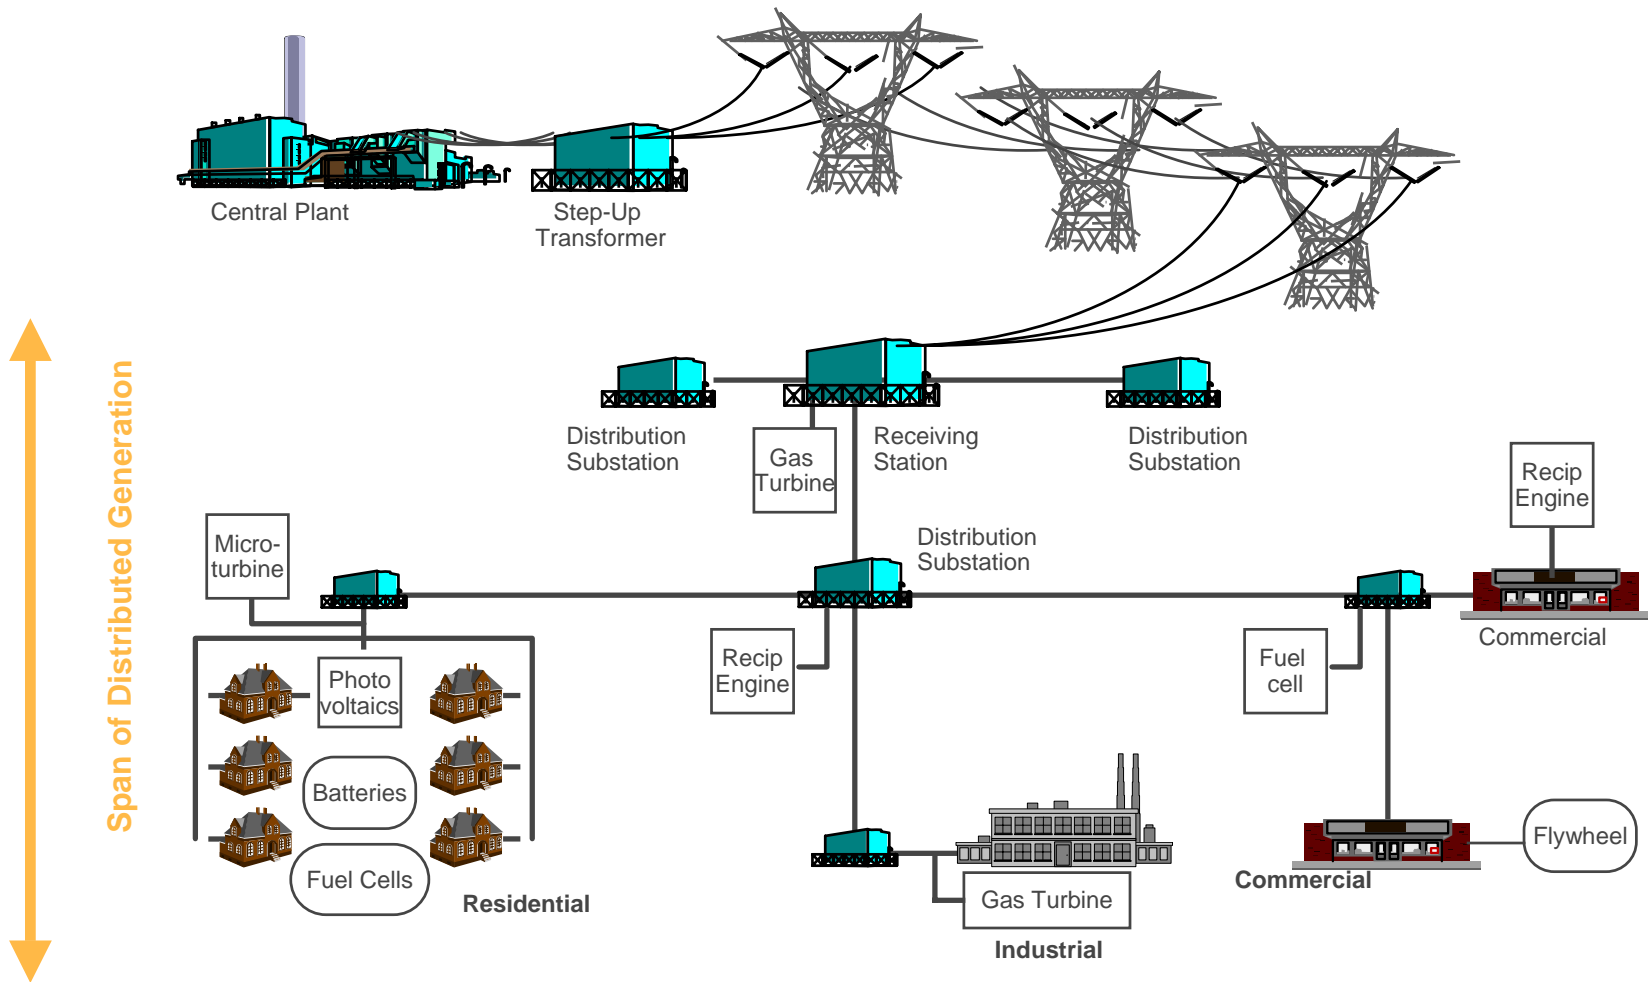 Central Plant
Step-Up
Transformer
Span of Distributed Generation
Distribution
Substation
Gas
Turbine
Receiving
Station
Distribution
Substation
Recip
Engine
Micro-
turbine
Distribution
Substation
Commercial
Photo
voltaics
Recip
Engine
Fuel
cell
Batteries
Fuel Cells
Residential
Gas Turbine
Industrial
Commercial
Flywheel